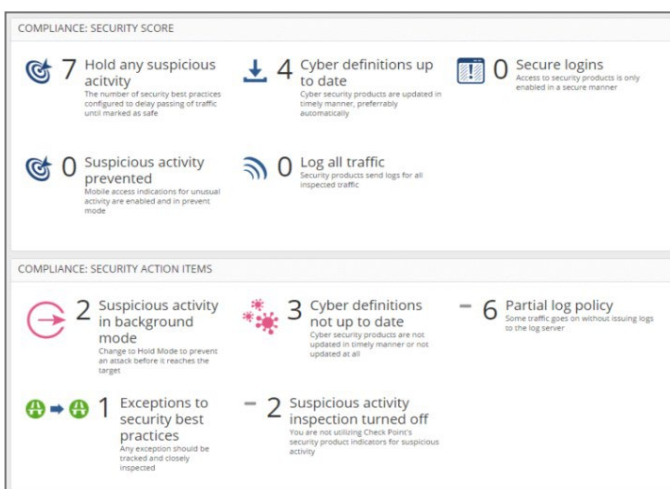 COMPLIANCE: SECURITY SCORE
7 Hold any suspicious
acitvity
The number of security best practices
configured to delay passing of traffic
until marked as safe
4 Cyber definitions up
to date
Cyber security products are updated in
timely manner, preferrably
automatically
0 Secure logins
Access to security products is only
enabled in a secure manner
0 Suspicious activity
prevented
Mobile access indications for unusual
activity are enabled and in prevent
mode
0 Log all traffic
Security products send logs for all
inspected traffic
COMPLIANCE: SECURITY ACTION ITEMS
2 Suspicious activity
in background
mode
Change to Hold Mode to prevent
an attack before it reaches the
target
3 Cyber definitions
not up to date
Cyber security products are not
updated in timely manner or not
updated at all
6 Partial log policy
Some traffic goes on without issuing logs
to the log server
1 Exceptions to
security best
practices
Any exception should be
tracked and closely
inspected
2 Suspicious activity
inspection turned off
You are not utilizing Check Point's
security product indicators for suspicious
activity